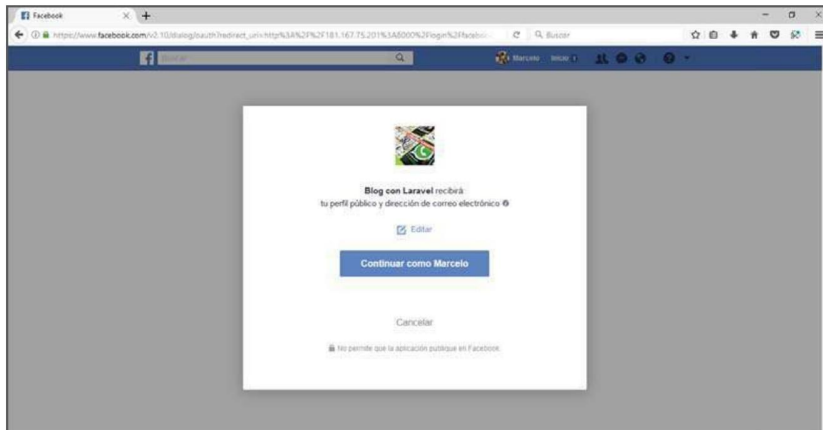 Facebook
https://www.facebook.com/v2.10/dialog/oauth?redirect_uri=http%3A%2F%2F181.167.75.201%3A8000%2Flogin%2Ffacebo
Buscar
Buscar
Marcelo Inicio
Blog con Laravel recibirá:
tu perfil público y dirección de correo electrónico
Editar
Continuar como Marcelo
Cancelar
No permite que la aplicación publique en Facebook